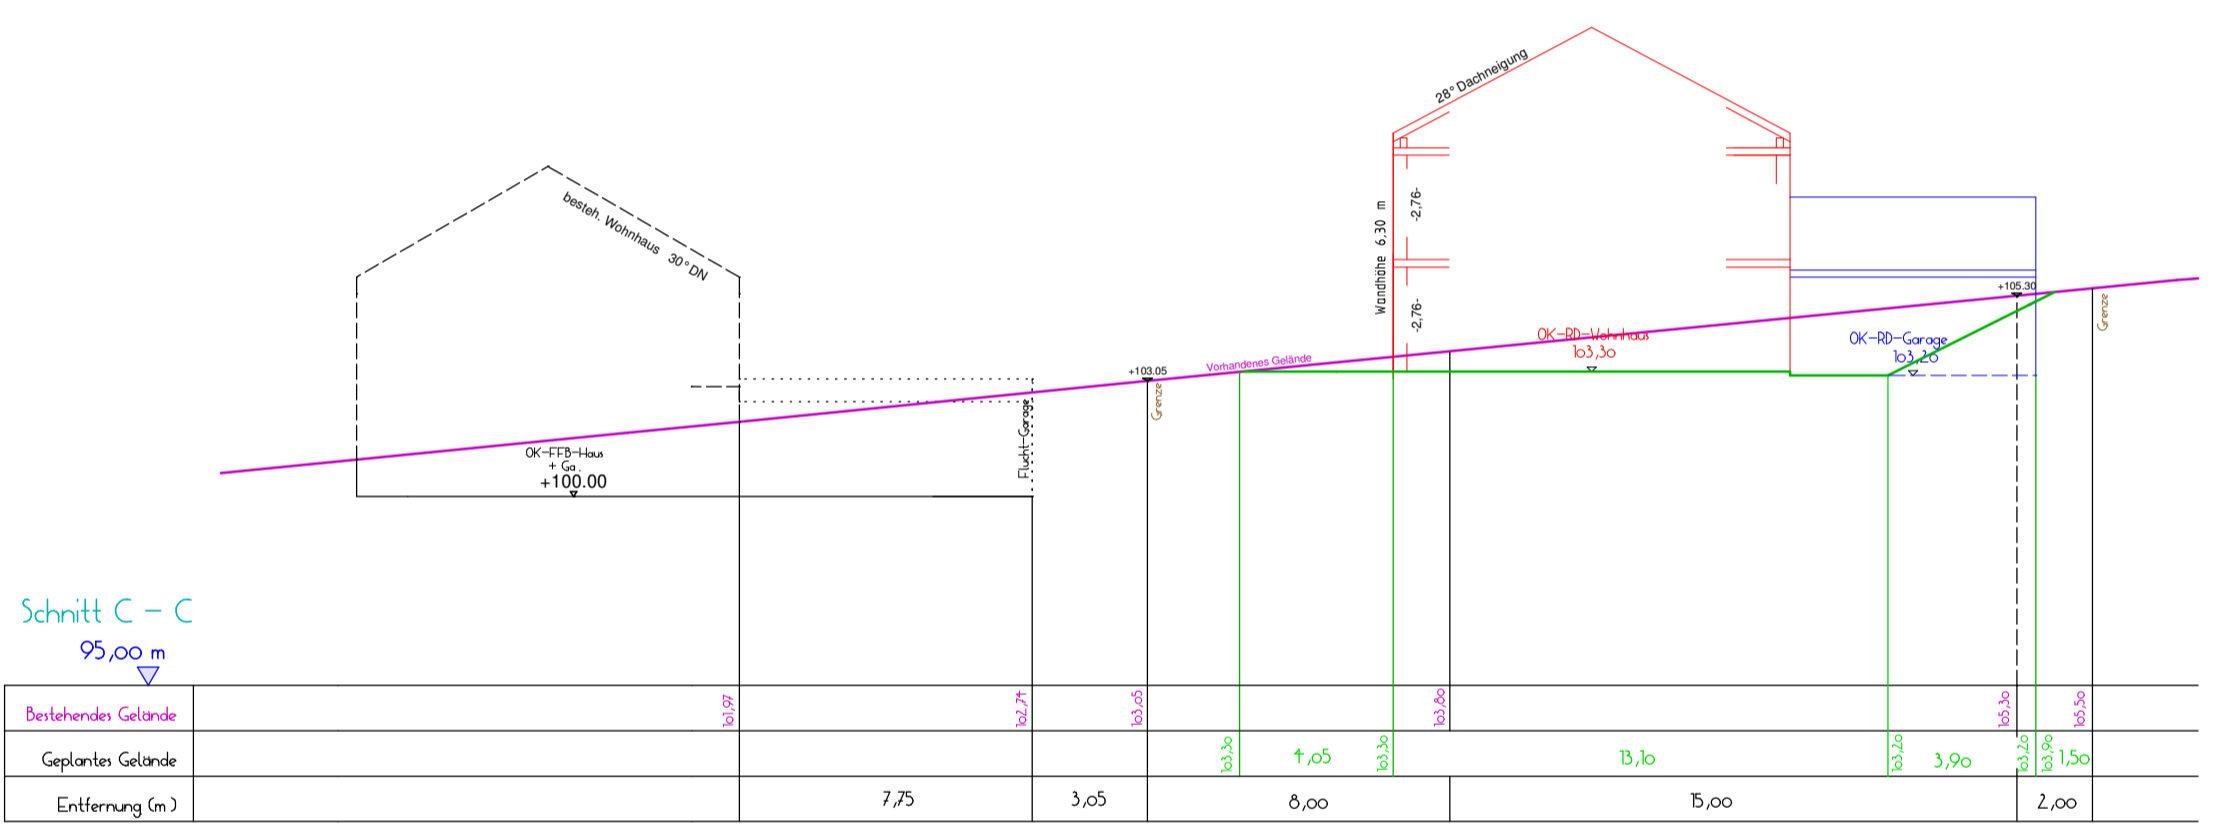 28° Dachneigung
besteh. Wohnhaus 30° DN
Wandhöhe 6,30 m
-2,76-
-2,76-
+105.30
Grenze
OK-RD-Wohnhaus
103,30
OK-RD-Garage
103,20
Vorhandenes Gelände
+103.05
Grenze
Flucht-Garage
OK-FFB-Haus
+ Ga.
+100.00
Schnitt C - C
95,00 m
Bestehendes Gelände
101,97
102,74
103,05
103,80
105,30
105,50
Geplantes Gelände
103,30
4,05
103,30
13,10
103,20
3,90
103,20
103,90
1,50
Entfernung (m)
7,75
3,05
8,00
15,00
2,00